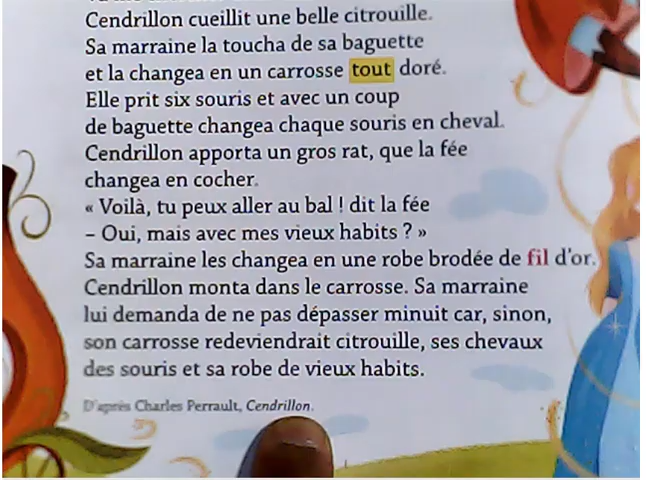 Cendrillon cueillit une belle citrouille.
Sa marraine la toucha de sa baguette
et la changea en un carrosse tout doré.
Elle prit six souris et avec un coup
de baguette changea chaque souris en cheval.
Cendrillon apporta un gros rat, que la fée
changea en cocher.
« Voilà, tu peux aller au bal ! dit la fée
– Oui, mais avec mes vieux habits ? »
Sa marraine les changea en une robe brodée de fil d'or.
Cendrillon monta dans le carrosse. Sa marraine
lui demanda de ne pas dépasser minuit car, sinon,
son carrosse redeviendrait citrouille, ses chevaux
des souris et sa robe de vieux habits.
D'après Charles Perrault, Cendrillon.